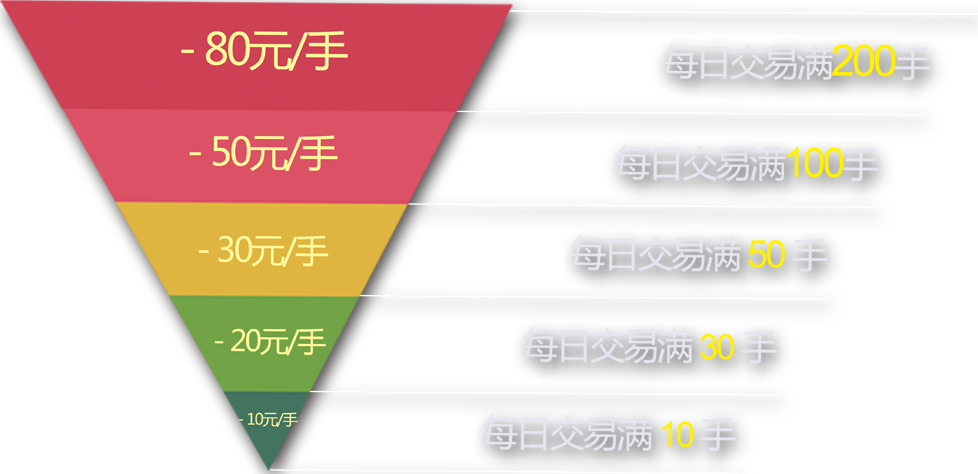 - 80元/手 每日交易满200手
- 50元/手 每日交易满100手
- 30元/手 每日交易满 50 手
- 20元/手 每日交易满 30 手
- 10元/手 每日交易满 10 手